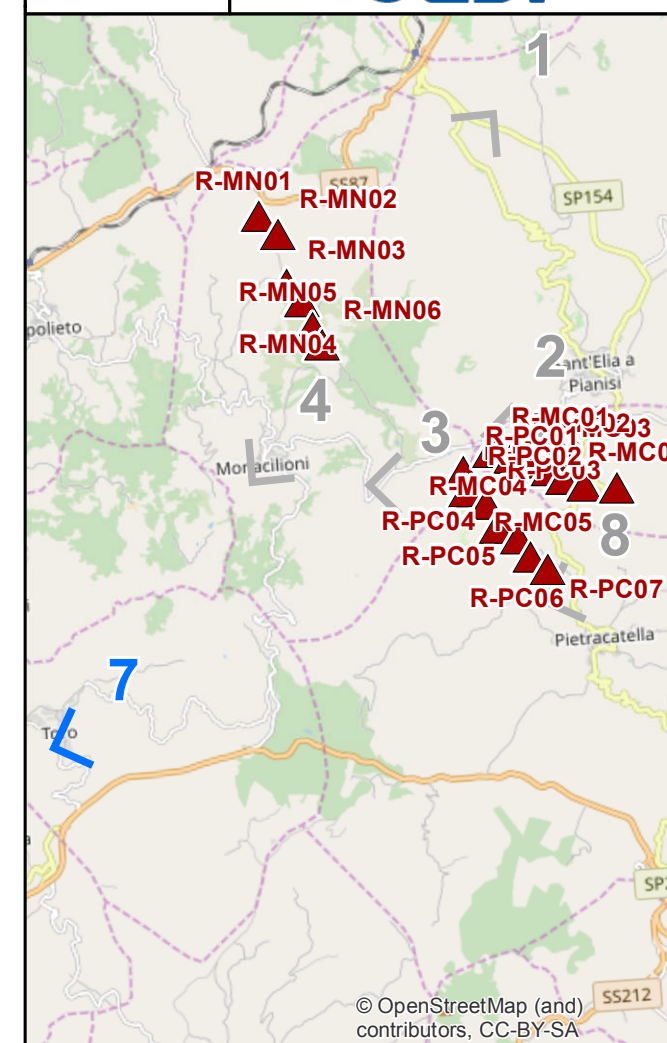 1
SS87
SP154
R-MN01
R-MN02
R-MN03
R-MN05
R-MN06
R-MN04
polieto
2
ant'Elia a
Pianisi
4
3
R-MC01
R-PC01
R-PC02
R-PC03
R-MC0
Monacilioni
R-MC04
R-PC04
R-MC05
8
R-PC05
R-PC06
R-PC07
Pietracatella
7
Toro
SP2
SS212
© OpenStreetMap (and)
contributors, CC-BY-SA